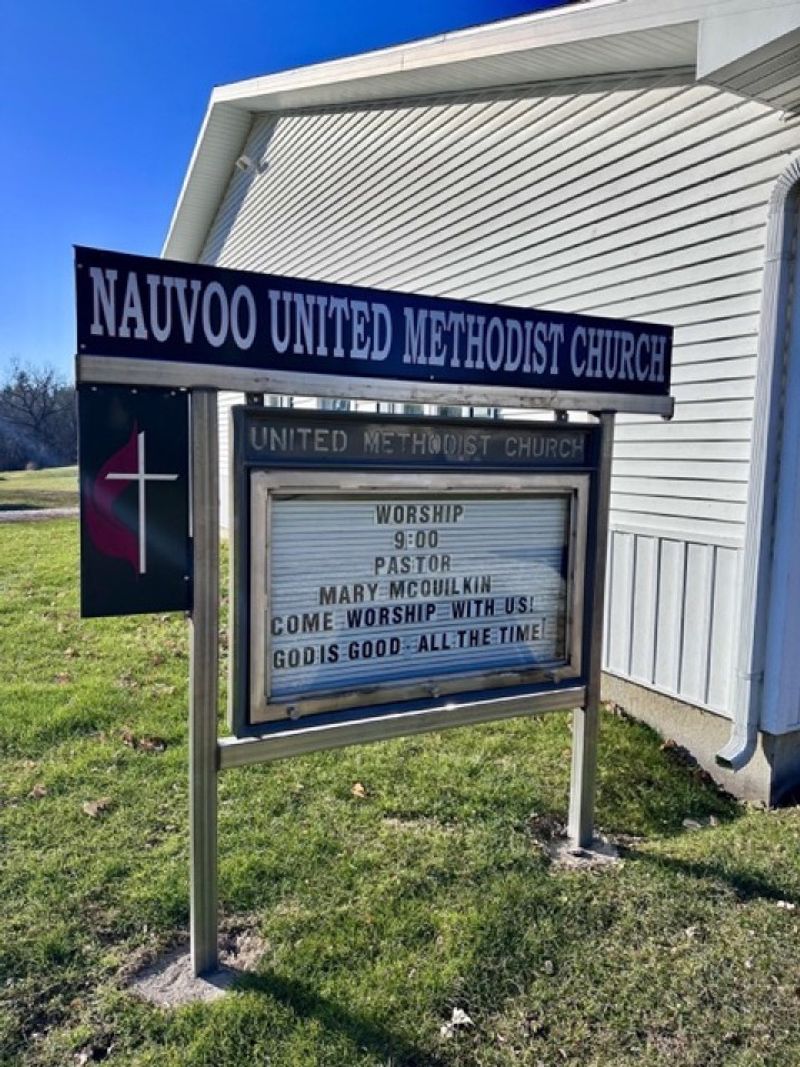 NAUVOO UNITED METHODIST CHURCH
UNITED METHODIST CHURCH
WORSHIP
9:00
PASTOR
MARY MCQUILKIN
COME WORSHIP WITH US!
GOD IS GOOD - ALL THE TIME!